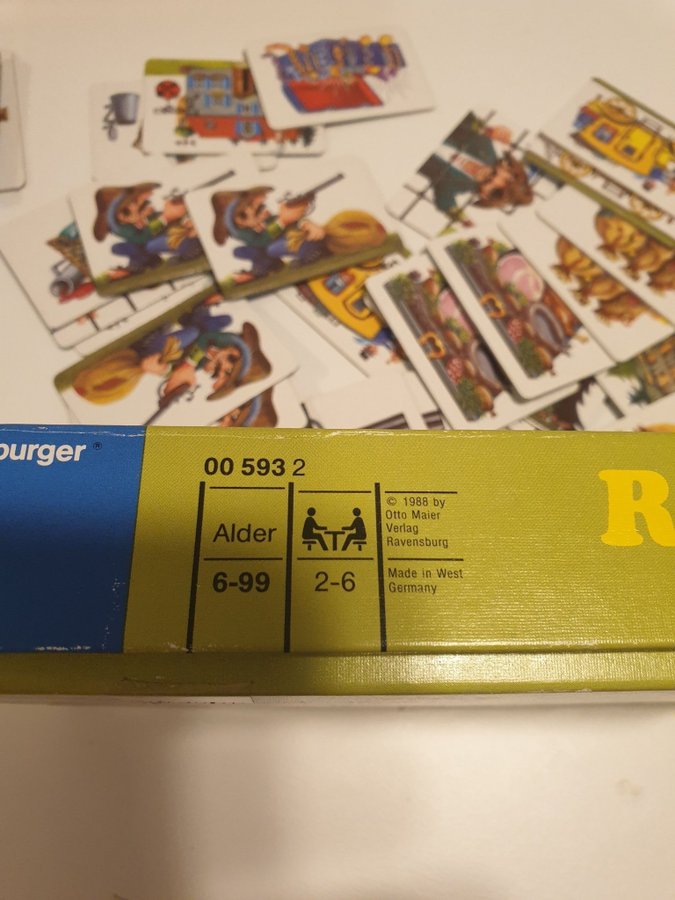 burger®
00 593 2
Alder
6-99
2-6
© 1988 by
Otto Maier
Verlag
Ravensburg
Made in West
Germany
R